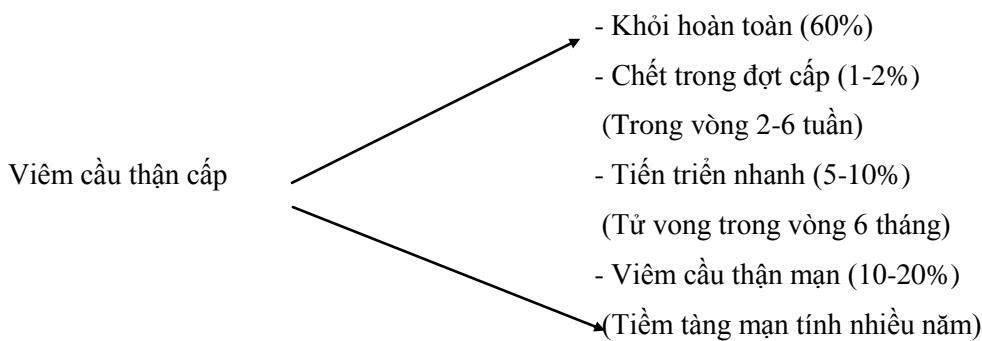 - Khỏi hoàn toàn (60%)
- Chết trong đợt cấp (1-2%)
(Trong vòng 2-6 tuần)
Viêm cầu thận cấp
- Tiến triển nhanh (5-10%)
(Tử vong trong vòng 6 tháng)
- Viêm cầu thận mạn (10-20%)
(Tiềm tàng mạn tính nhiều năm)